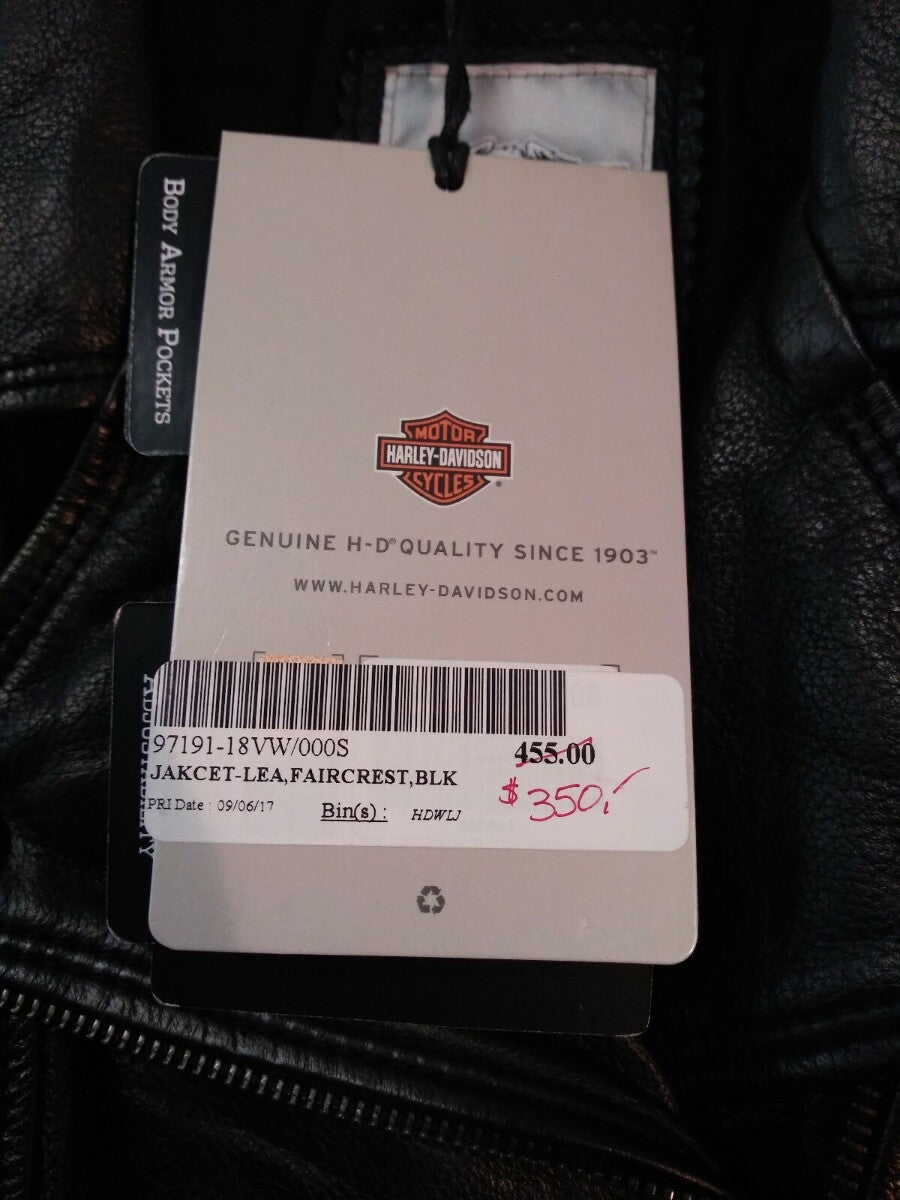 BODY ARMOR POCKETS
MOTOR
HARLEY-DAVIDSON
CYCLES
®
GENUINE H-D® QUALITY SINCE 1903™
WWW.HARLEY-DAVIDSON.COM
97191-18VW/000S 455.00
JAKCET-LEA,FAIRCREST,BLK $350,-
PRI Date : 09/06/17 Bin(s) : HDWLJ